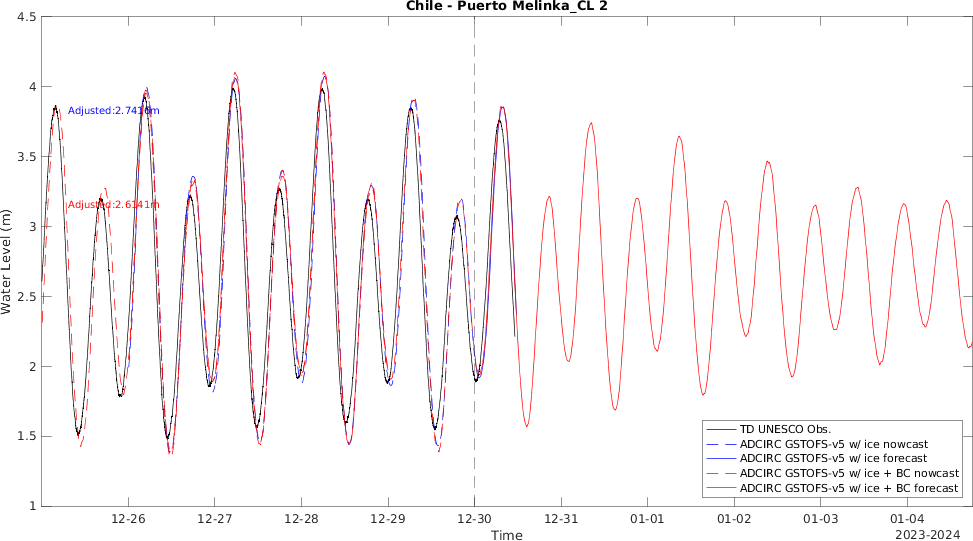 Chile - Puerto Melinka_CL 2
4.5
4
3.5
3
2.5
2
1.5
1
Water Level (m)
Adjusted:2.7416m
Adjusted:2.6141m
TD UNESCO Obs.
ADCIRC GSTOFS-v5 w/ ice nowcast
ADCIRC GSTOFS-v5 w/ ice forecast
ADCIRC GSTOFS-v5 w/ ice + BC nowcast
ADCIRC GSTOFS-v5 w/ ice + BC forecast
12-26 12-27 12-28 12-29 12-30 12-31 01-01 01-02 01-03 01-04
Time
2023-2024